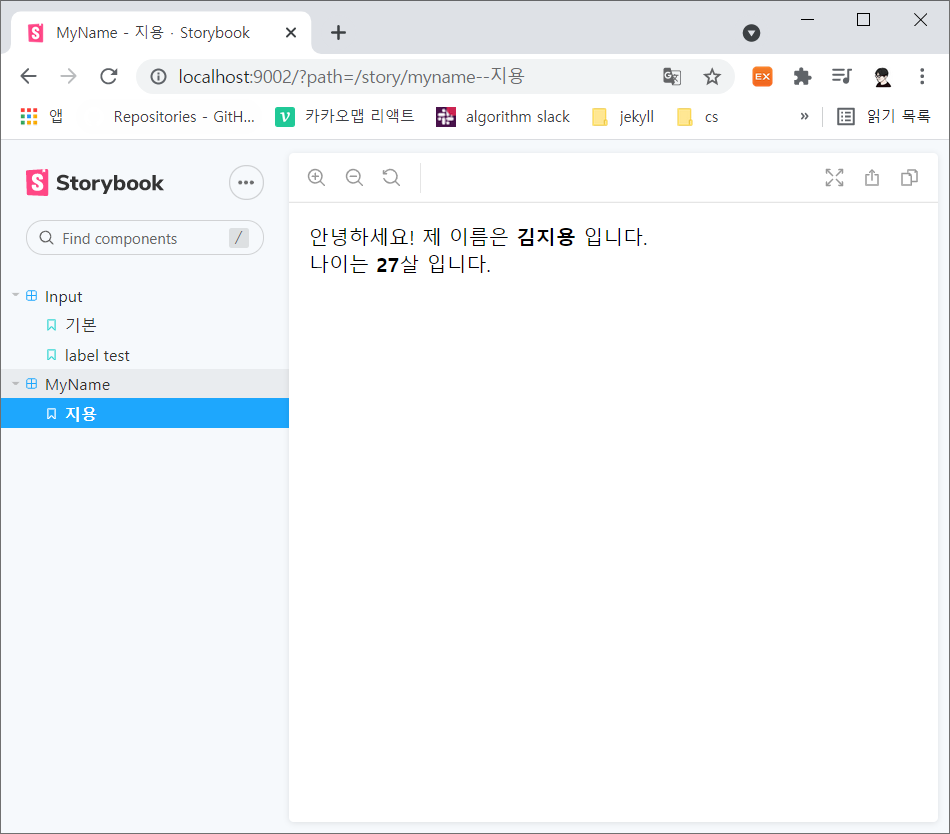 MyName - 지용 · Storybook
localhost:9002/?path=/story/myname--지용
EX
앱 Repositories - GitH... 카카오맵 리액트 algorithm slack jekyll cs » 읽기 목록
Storybook
Find components /
Input
기본
label test
MyName
지용
안녕하세요! 제 이름은 김지용 입니다.
나이는 27살 입니다.